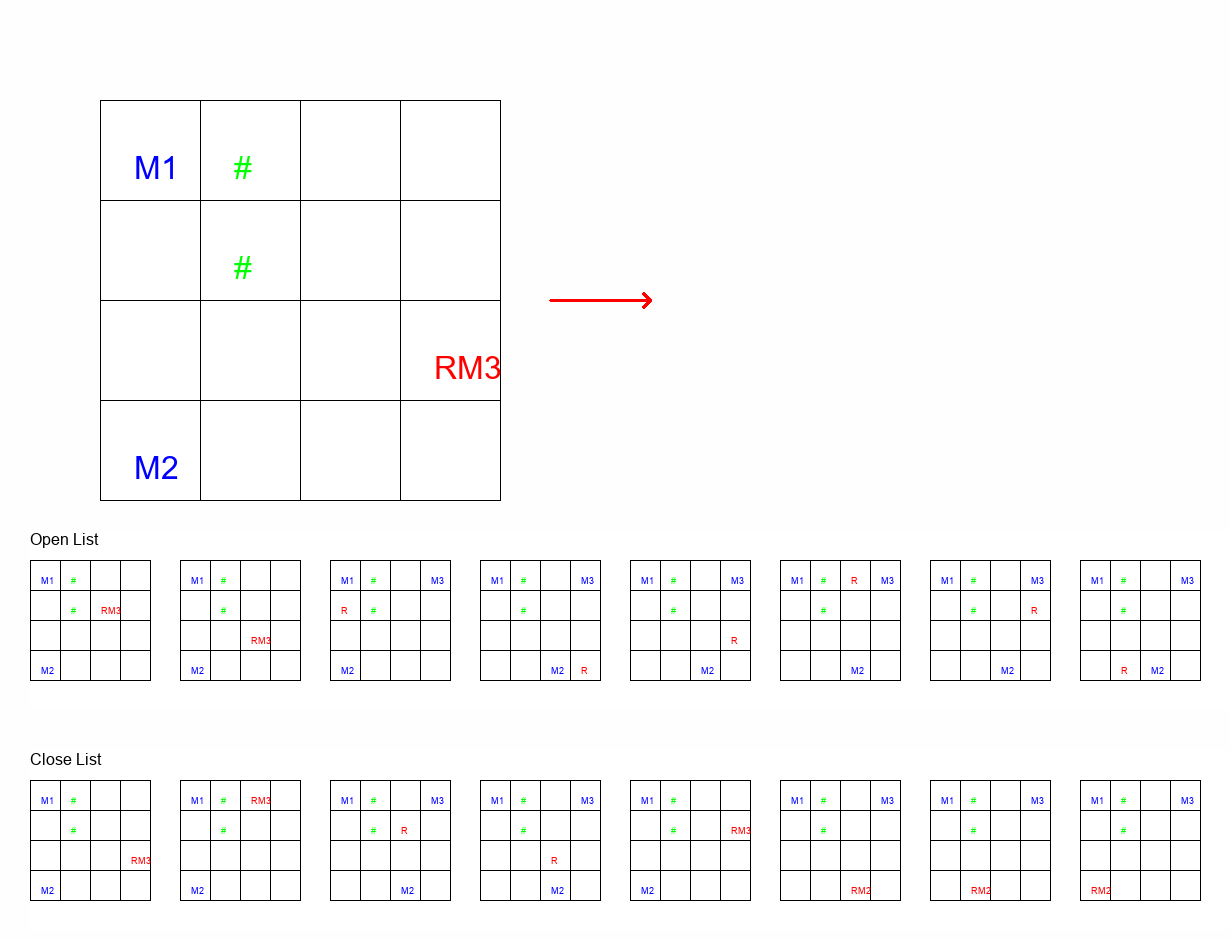 M1 #
#
RM3
M2
Open List
M1 # M1 # M1 # M3 M1 # M3 M1 # M3 M1 # R M3 M1 # M3 M1 # M3
# RM3 # R # # # # # R #
RM3 R
M2 M2 M2 M2 R M2 M2 M2 R M2
Close List
M1 # M1 # RM3 M1 # M3 M1 # M3 M1 # M1 # M3 M1 # M3 M1 # M3
# # # R # # RM3 # # #
RM3 R
M2 M2 M2 M2 M2 RM2 RM2 RM2